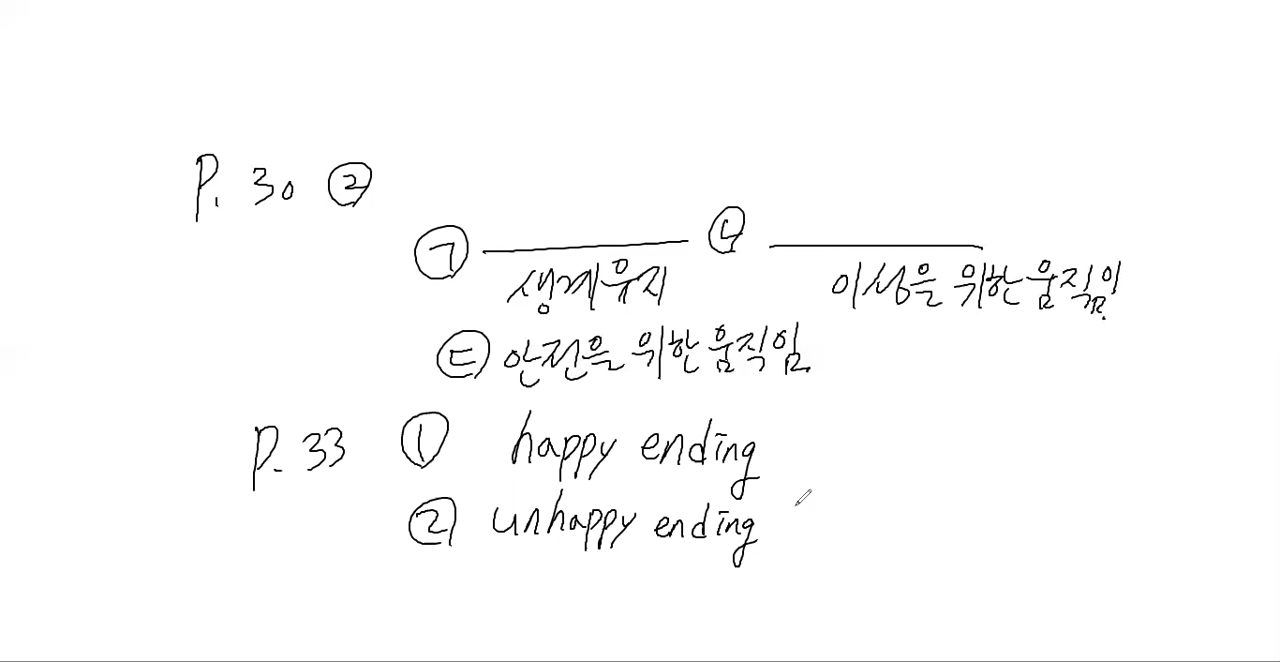 P. 30 ②
㉠ ㉡
생계유지 이상을 위한 움직임.
㉢ 안전을 위한 움직임
P. 33 ① happy ending
② unhappy ending